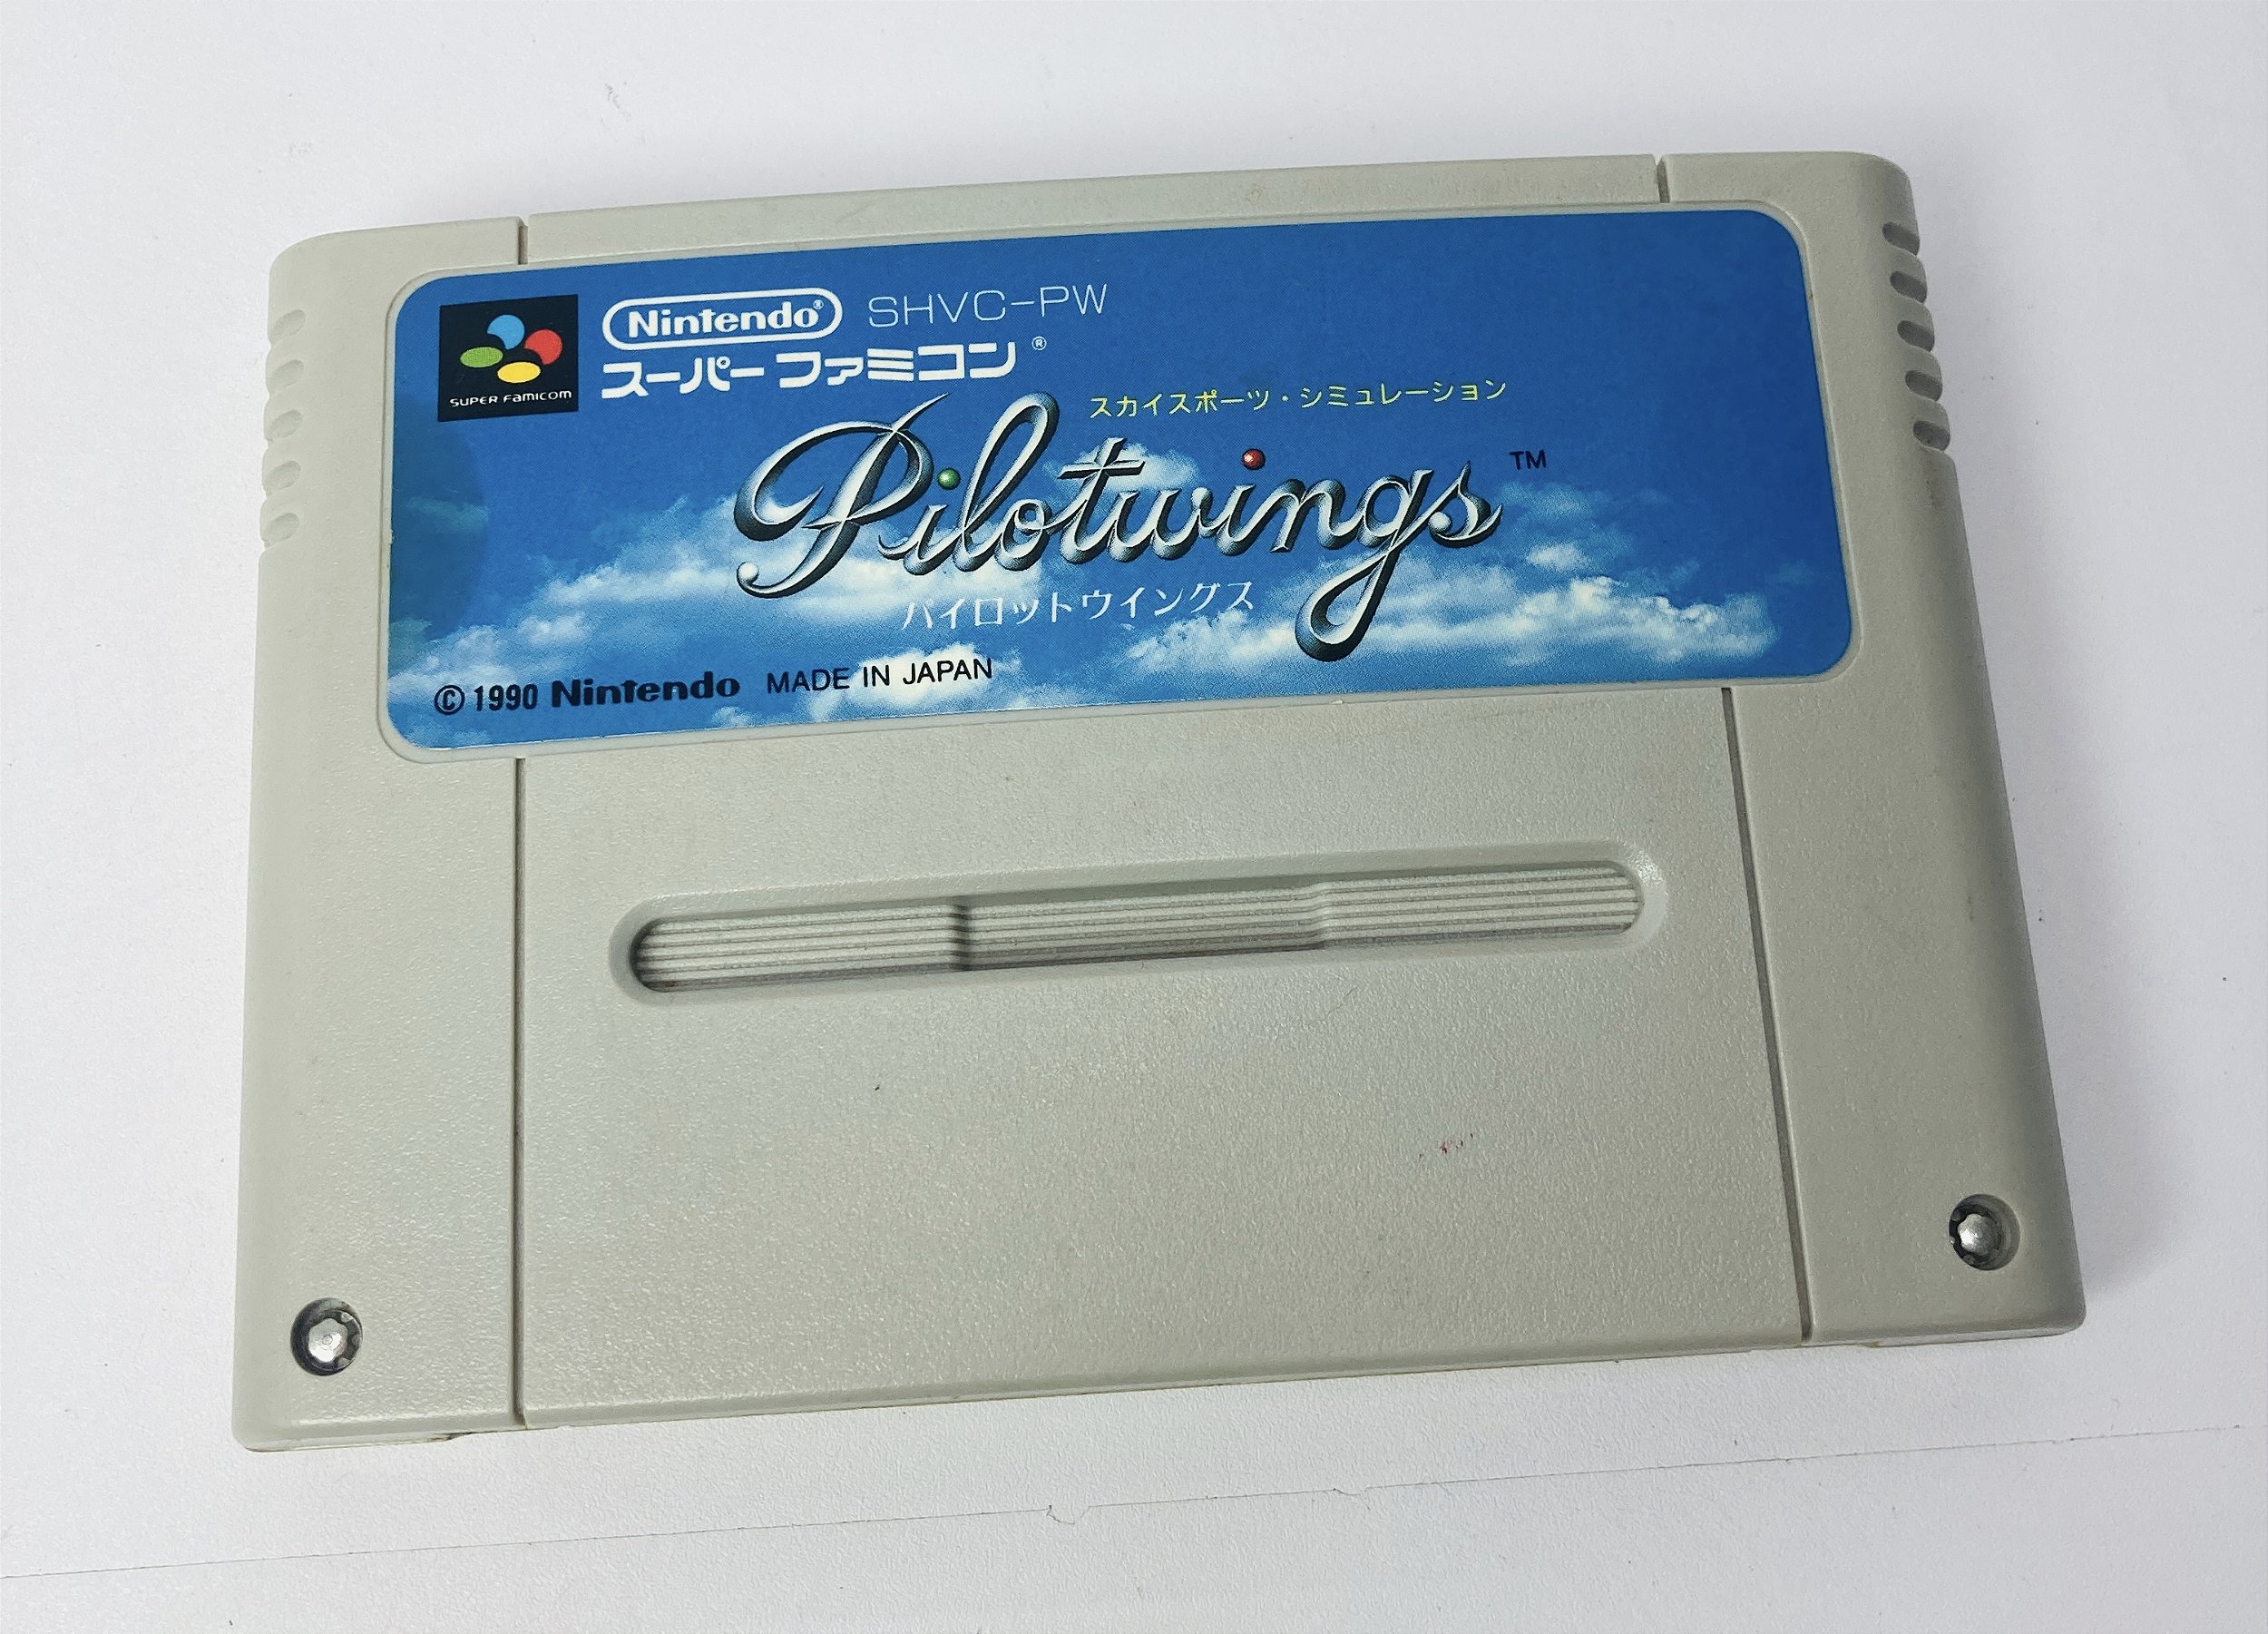 Nintendo® SHVC-PW
スーパーファミコン®
SUPER FAMICOM
スカイスポーツ・シミュレーション
Pilotwings TM
パイロットウイングス
© 1990 Nintendo MADE IN JAPAN